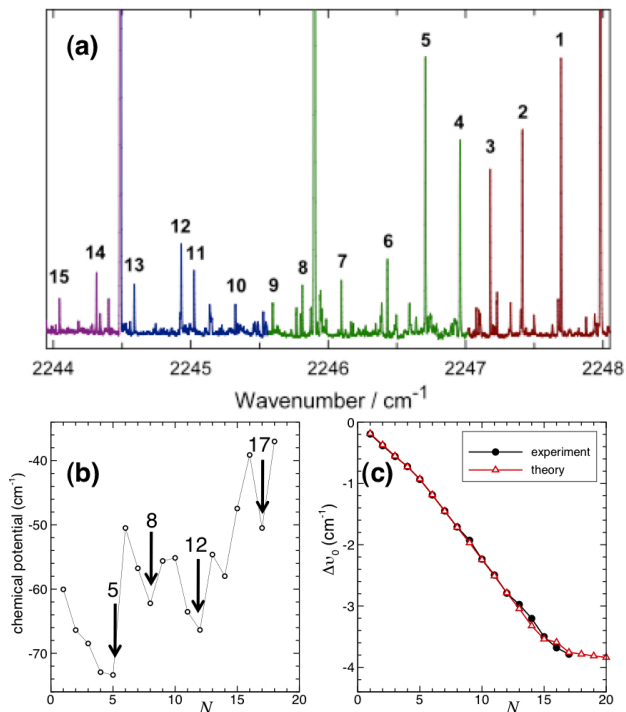 (a)
1
2
3
4
5
6
7
8
9
10
11
12
13
14
15
2244 2245 2246 2247 2248
Wavenumber / cm-1
(b)
chemical potential (cm-1)
-40
-50
-60
-70
5
8
12
17
0 5 10 15 20
N
(c)
Δυ0 (cm-1)
0
-1
-2
-3
-4
experiment
theory
0 5 10 15 20
N